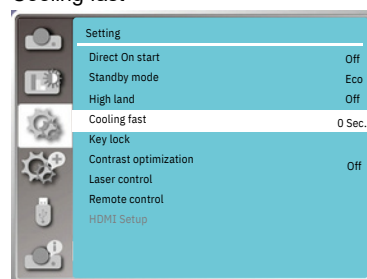 Cooling fast
Setting
Direct On start Off
Standby mode Eco
High land Off
Cooling fast 0 Sec.
Key lock
Contrast optimization Off
Laser control
Remote control
HDMI Setup